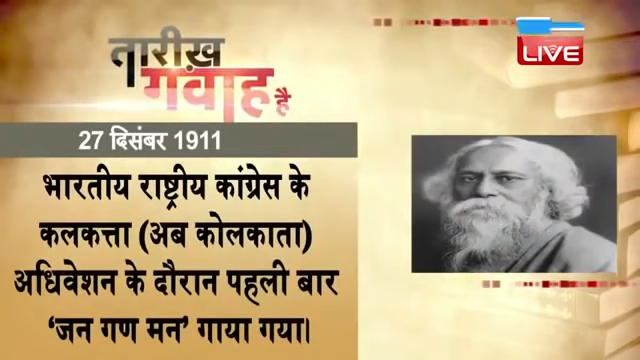 तारीख़
गवाह है
LIVE
27 दिसंबर 1911
भारतीय राष्ट्रीय कांग्रेस के
कलकत्ता (अब कोलकाता)
अधिवेशन के दौरान पहली बार
‘जन गण मन’ गाया गया।